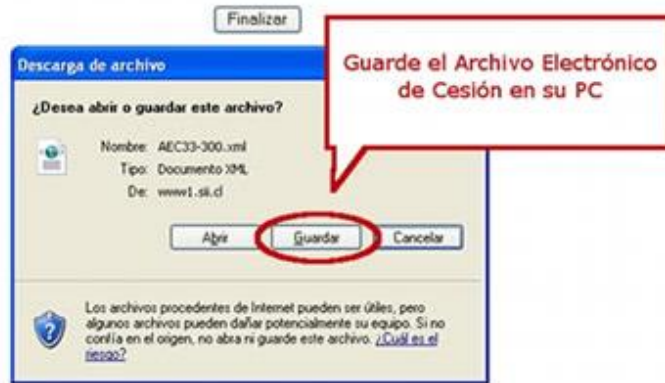 Finalizar
Descarga de archivo
Guarde el Archivo Electrónico
de Cesión en su PC
¿Desea abrir o guardar este archivo?
Nombre: AEC33-300..xml
Tipo: Documento XML
De: www1.sii.cl
Abrir Guardar Cancelar
Los archivos procedentes de Internet pueden ser útiles, pero
algunos archivos pueden dañar potencialmente su equipo. Si no
confía en el origen, no abra ni guarde este archivo. ¿Cuál es el
riesgo?